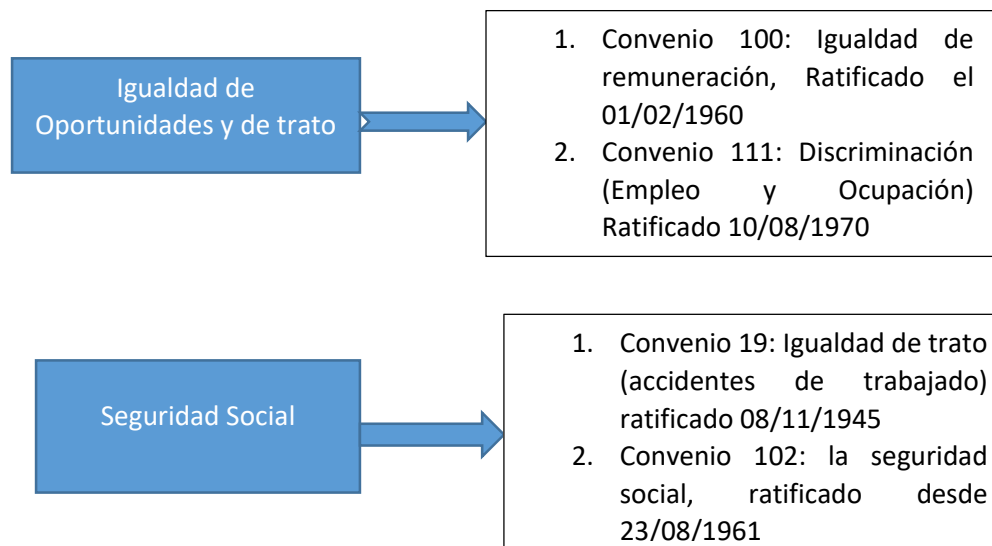 Igualdad de
Oportunidades y de trato
1. Convenio 100: Igualdad de
remuneración, Ratificado el
01/02/1960
2. Convenio 111: Discriminación
(Empleo y Ocupación)
Ratificado 10/08/1970
Seguridad Social
1. Convenio 19: Igualdad de trato
(accidentes de trabajado)
ratificado 08/11/1945
2. Convenio 102: la seguridad
social, ratificado desde
23/08/1961